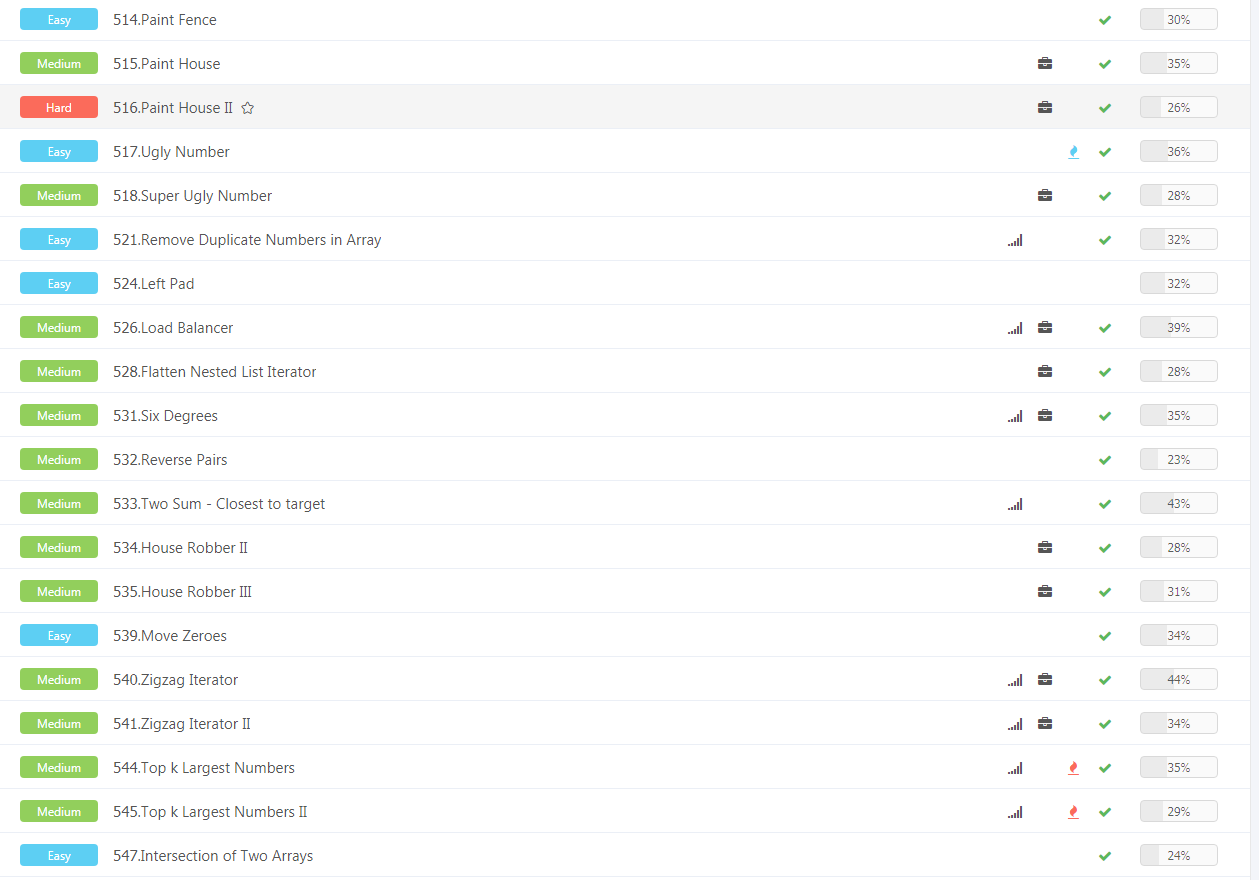 Easy 514.Paint Fence 30%
Medium 515.Paint House 35%
Hard 516.Paint House II 26%
Easy 517.Ugly Number 36%
Medium 518.Super Ugly Number 28%
Easy 521.Remove Duplicate Numbers in Array 32%
Easy 524.Left Pad 32%
Medium 526.Load Balancer 39%
Medium 528.Flatten Nested List Iterator 28%
Medium 531.Six Degrees 35%
Medium 532.Reverse Pairs 23%
Medium 533.Two Sum - Closest to target 43%
Medium 534.House Robber II 28%
Medium 535.House Robber III 31%
Easy 539.Move Zeroes 34%
Medium 540.Zigzag Iterator 44%
Medium 541.Zigzag Iterator II 34%
Medium 544.Top k Largest Numbers 35%
Medium 545.Top k Largest Numbers II 29%
Easy 547.Intersection of Two Arrays 24%